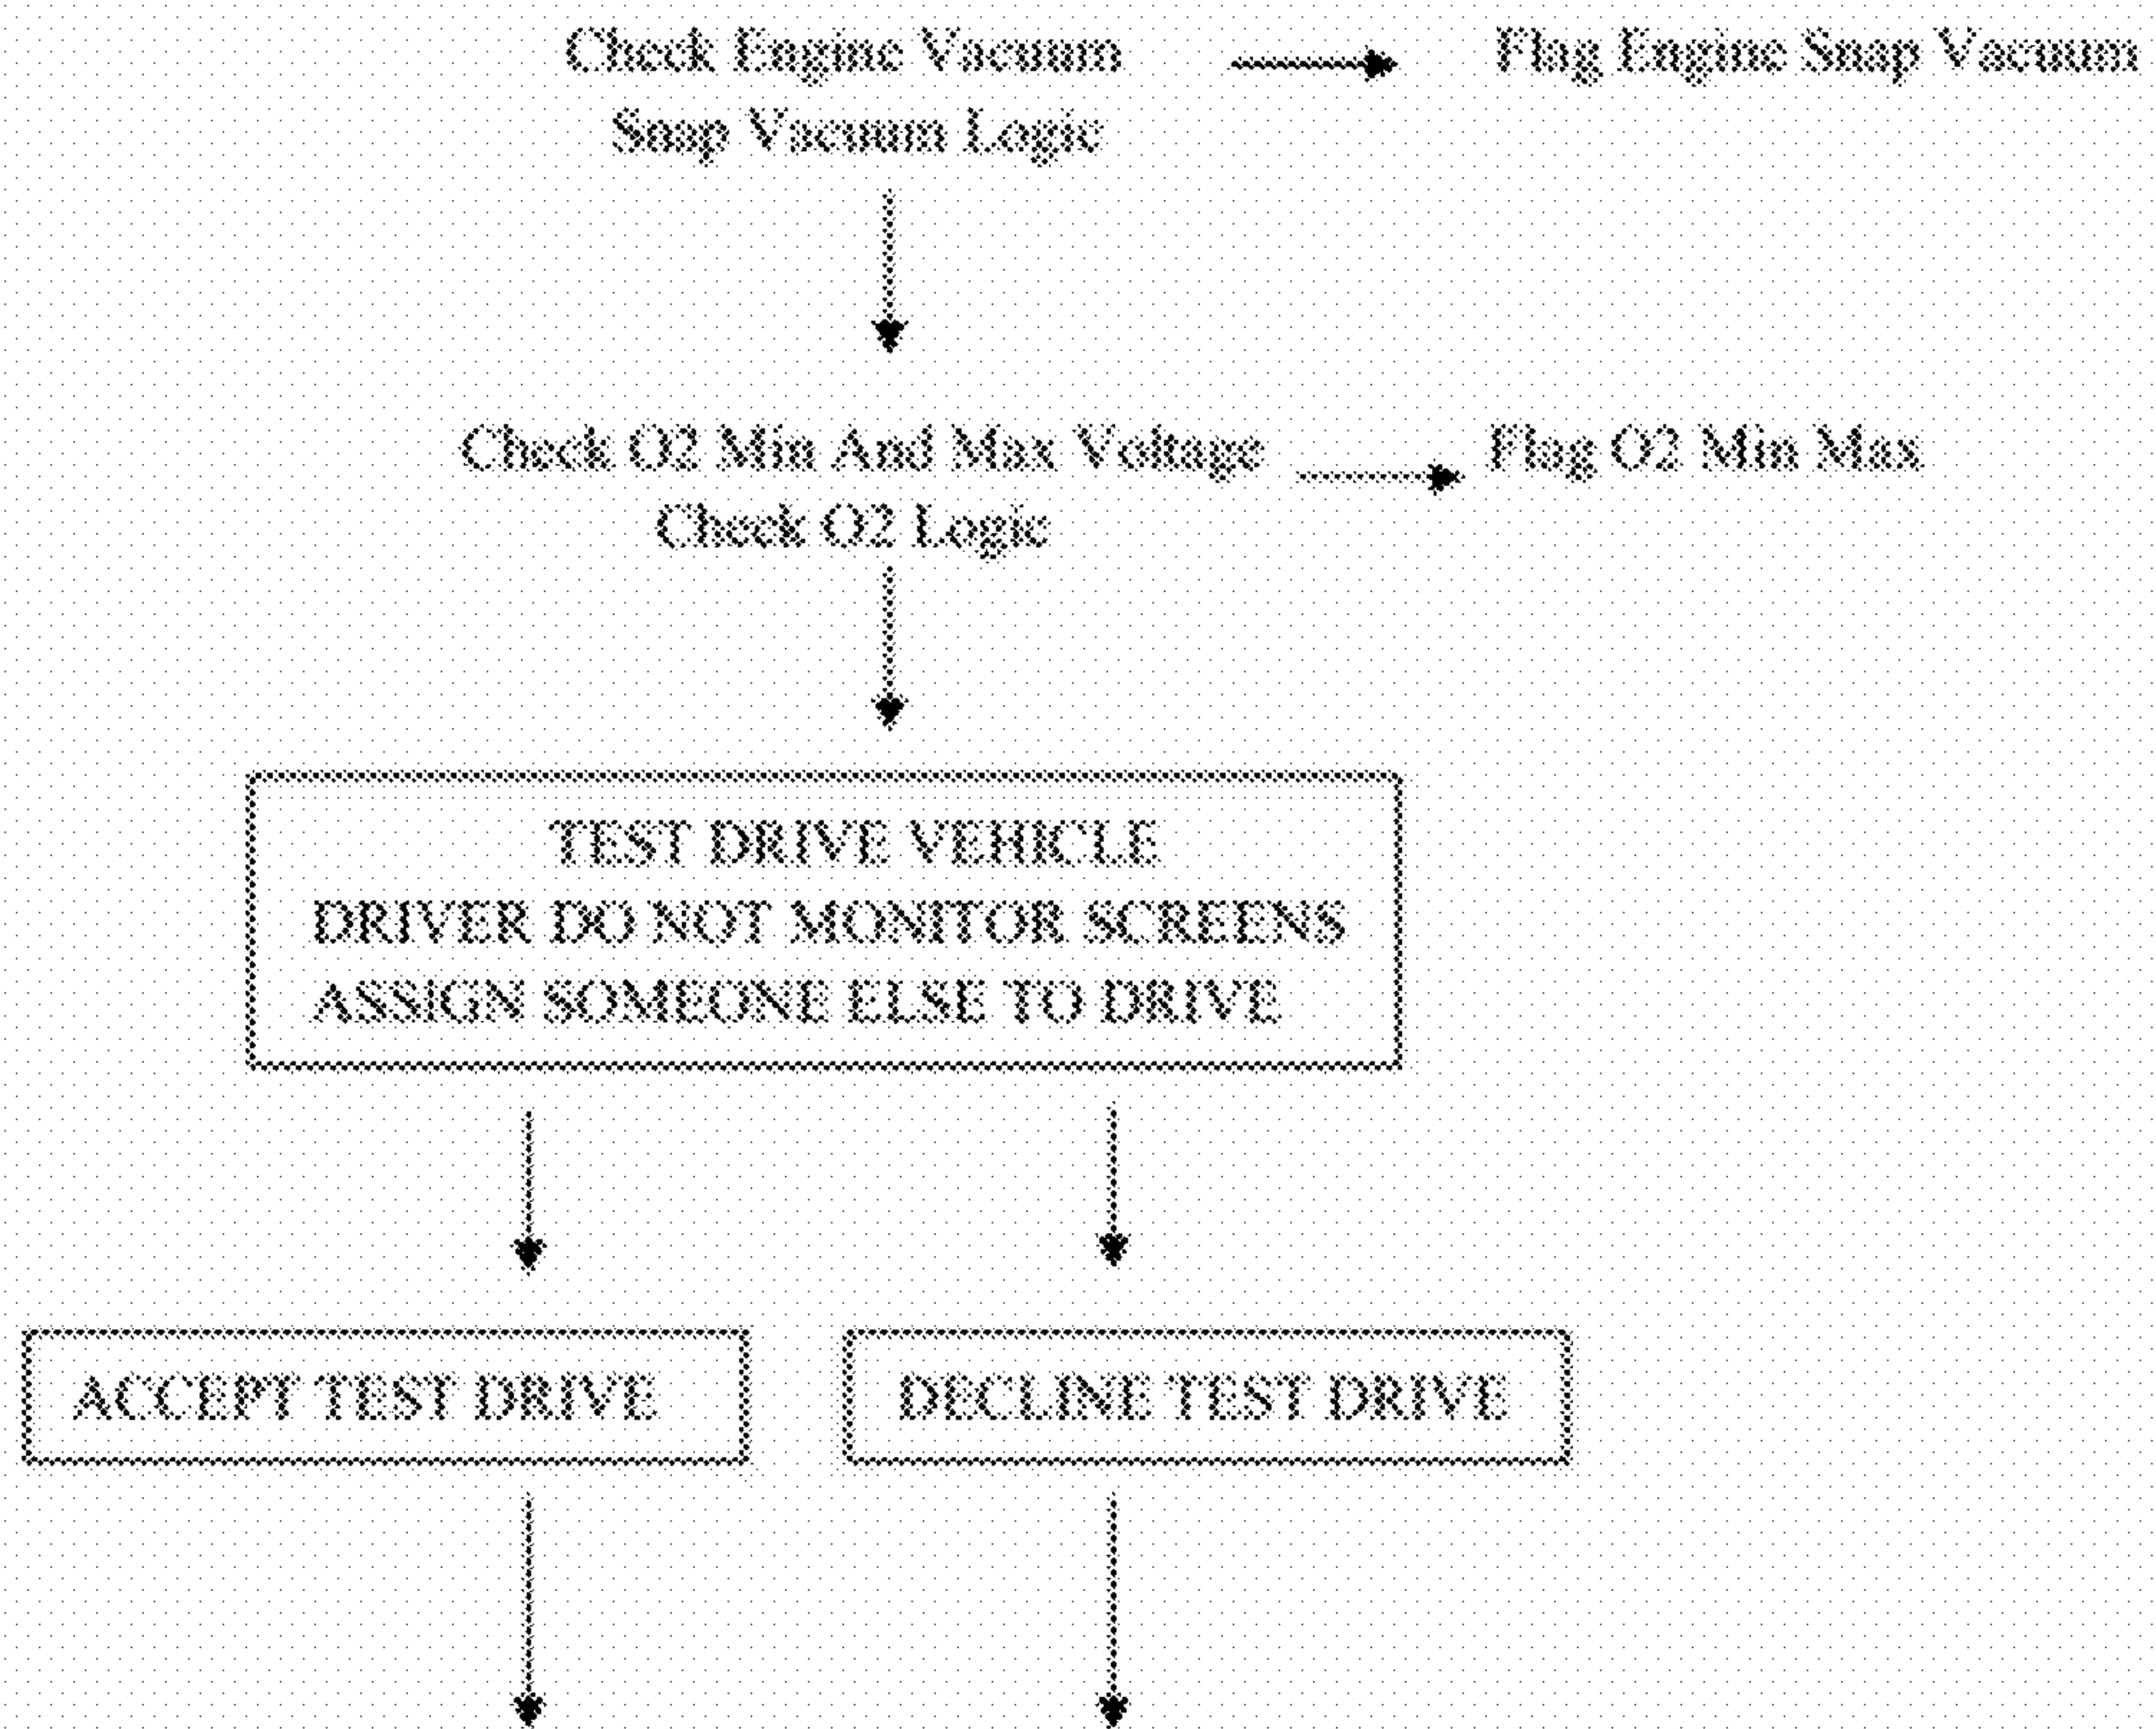 Check Engine Vacuum
Flag Engine Snap Vacuum
Snap Vacuum Logic
Check O2 Min And Max Voltage
Flag O2 Min Max
Check O2 Logic
TEST DRIVE VEHICLE
DRIVER DO NOT MONITOR SCREENS
ASSIGN SOMEONE ELSE TO DRIVE
ACCEPT TEST DRIVE
DECLINE TEST DRIVE